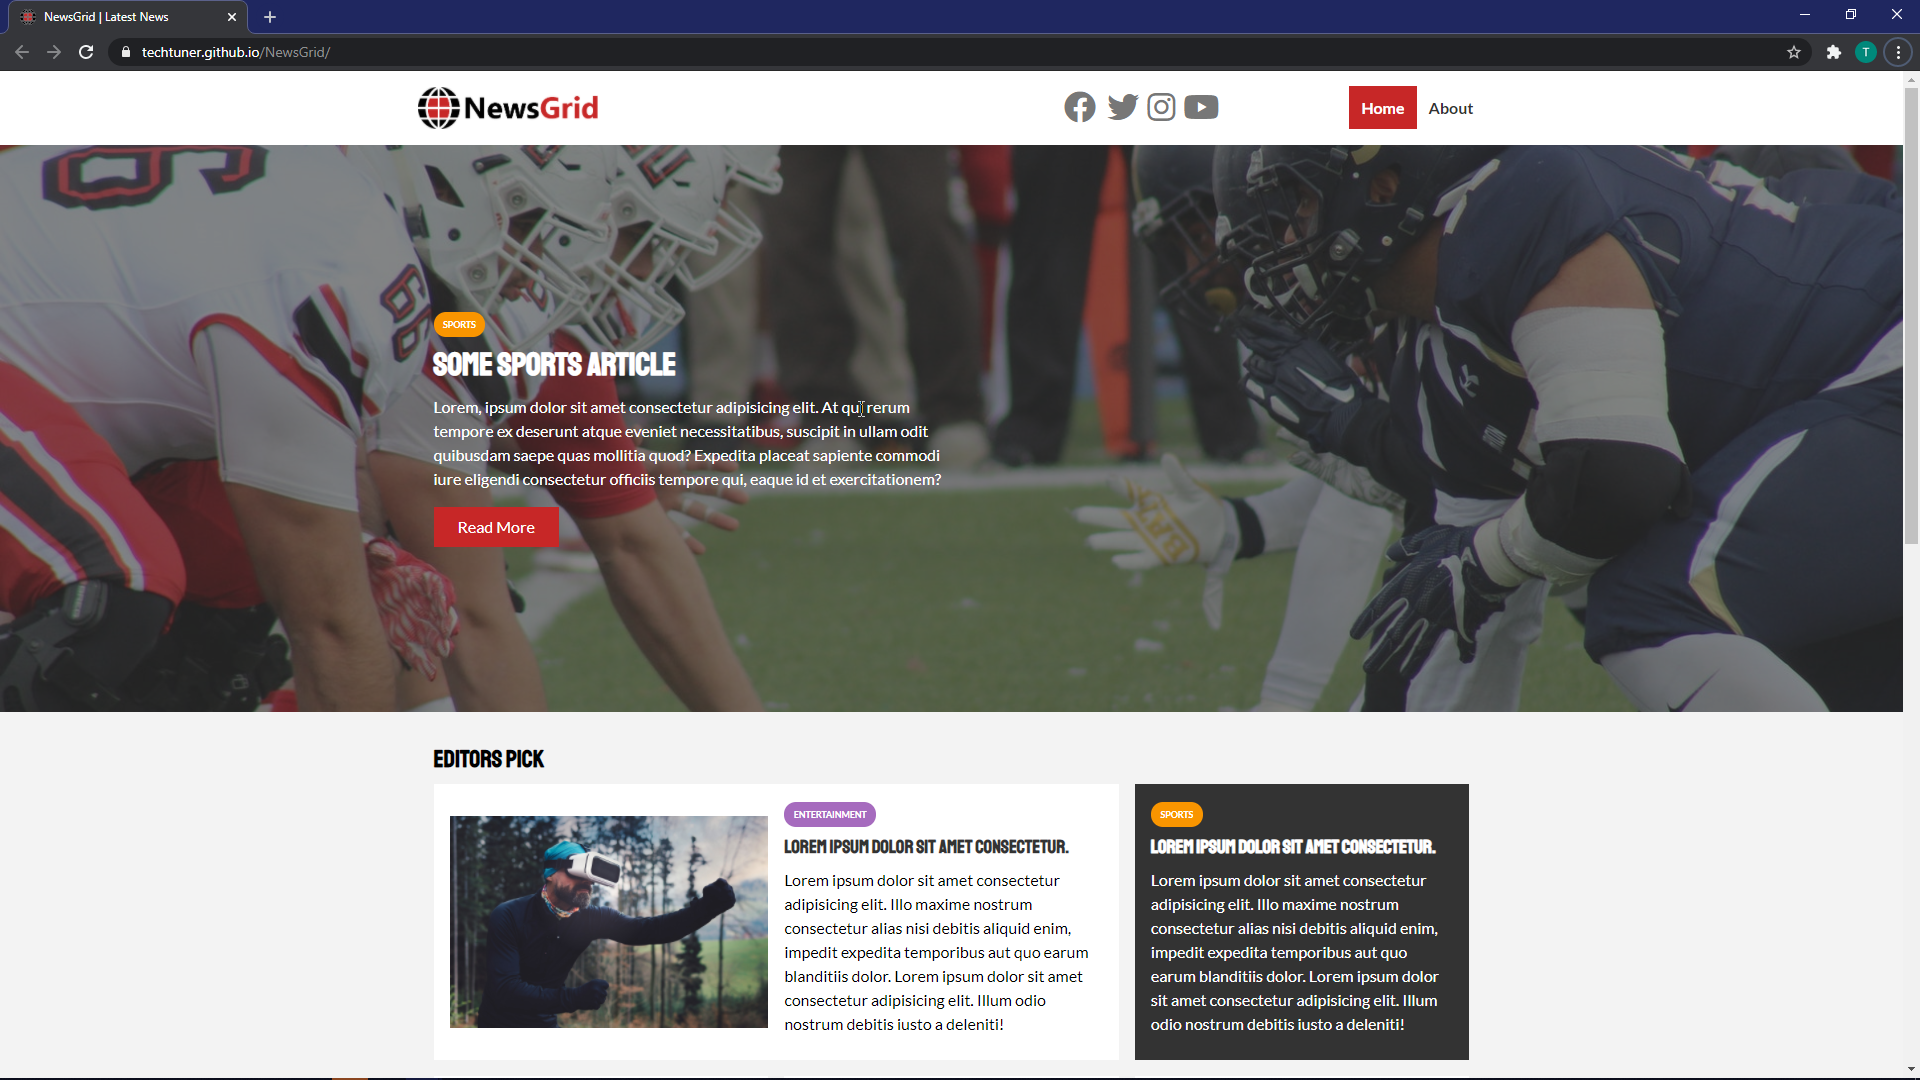 NewsGrid | Latest News
techtuner.github.io/NewsGrid/
T
NewsGrid
Home
About
SPORTS
SOME SPORTS ARTICLE
Lorem, ipsum dolor sit amet consectetur adipisicing elit. At qui rerum
tempore ex deserunt atque eveniet necessitatibus, suscipit in ullam odit
quibusdam saepe quas mollitia quod? Expedita placeat sapiente commodi
iure eligendi consectetur officiis tempore qui, eaque id et exercitationem?
Read More
EDITORS PICK
ENTERTAINMENT
LOREM IPSUM DOLOR SIT AMET CONSECTETUR.
Lorem ipsum dolor sit amet consectetur
adipisicing elit. Illo maxime nostrum
consectetur alias nisi debitis aliquid enim,
impedit expedita temporibus aut quo earum
blanditiis dolor. Lorem ipsum dolor sit amet
consectetur adipisicing elit. Illum odio
nostrum debitis iusto a deleniti!
SPORTS
LOREM IPSUM DOLOR SIT AMET CONSECTETUR.
Lorem ipsum dolor sit amet consectetur
adipisicing elit. Illo maxime nostrum
consectetur alias nisi debitis aliquid enim,
impedit expedita temporibus aut quo
earum blanditiis dolor. Lorem ipsum dolor
sit amet consectetur adipisicing elit. Illum
odio nostrum debitis iusto a deleniti!